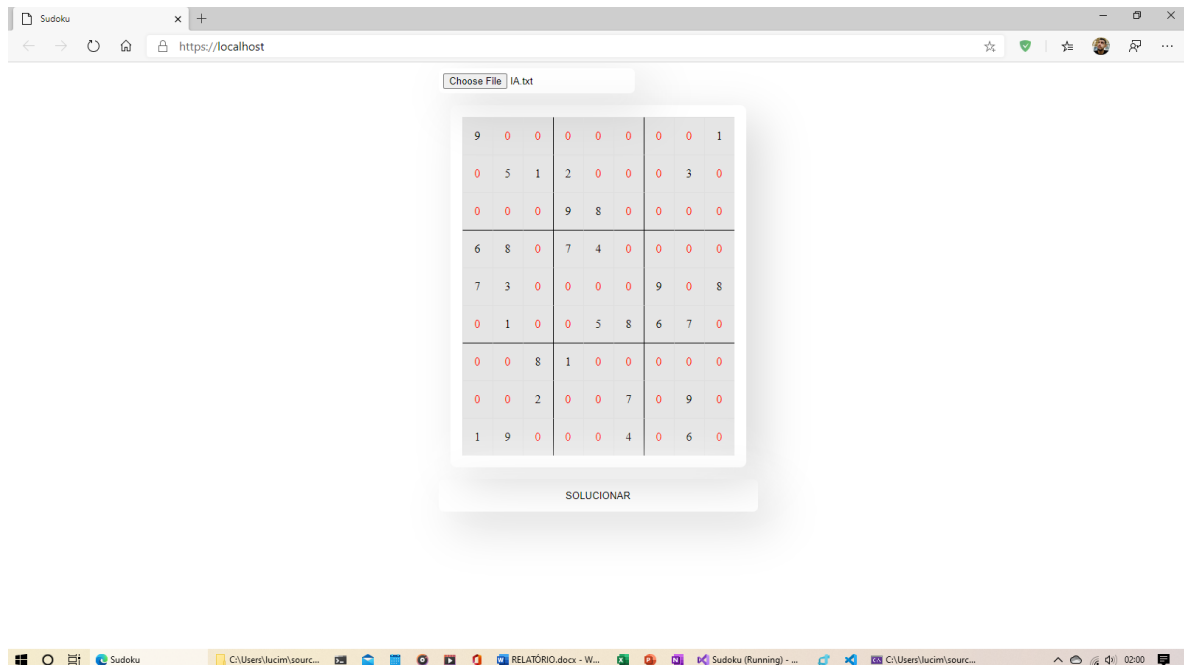 Sudoku
https://localhost
Choose File IA.txt
9 0 0 0 0 0 0 0 1
0 5 1 2 0 0 0 3 0
0 0 0 9 8 0 0 0 0
6 8 0 7 4 0 0 0 0
7 3 0 0 0 0 9 0 8
0 1 0 0 5 8 6 7 0
0 0 8 1 0 0 0 0 0
0 0 2 0 0 7 0 9 0
1 9 0 0 0 4 0 6 0
SOLUCIONAR
Sudoku C:\Users\lucim\sourc... RELATÓRIO.docx - W... Sudoku (Running) - ... C:\Users\lucim\sourc... 02:00